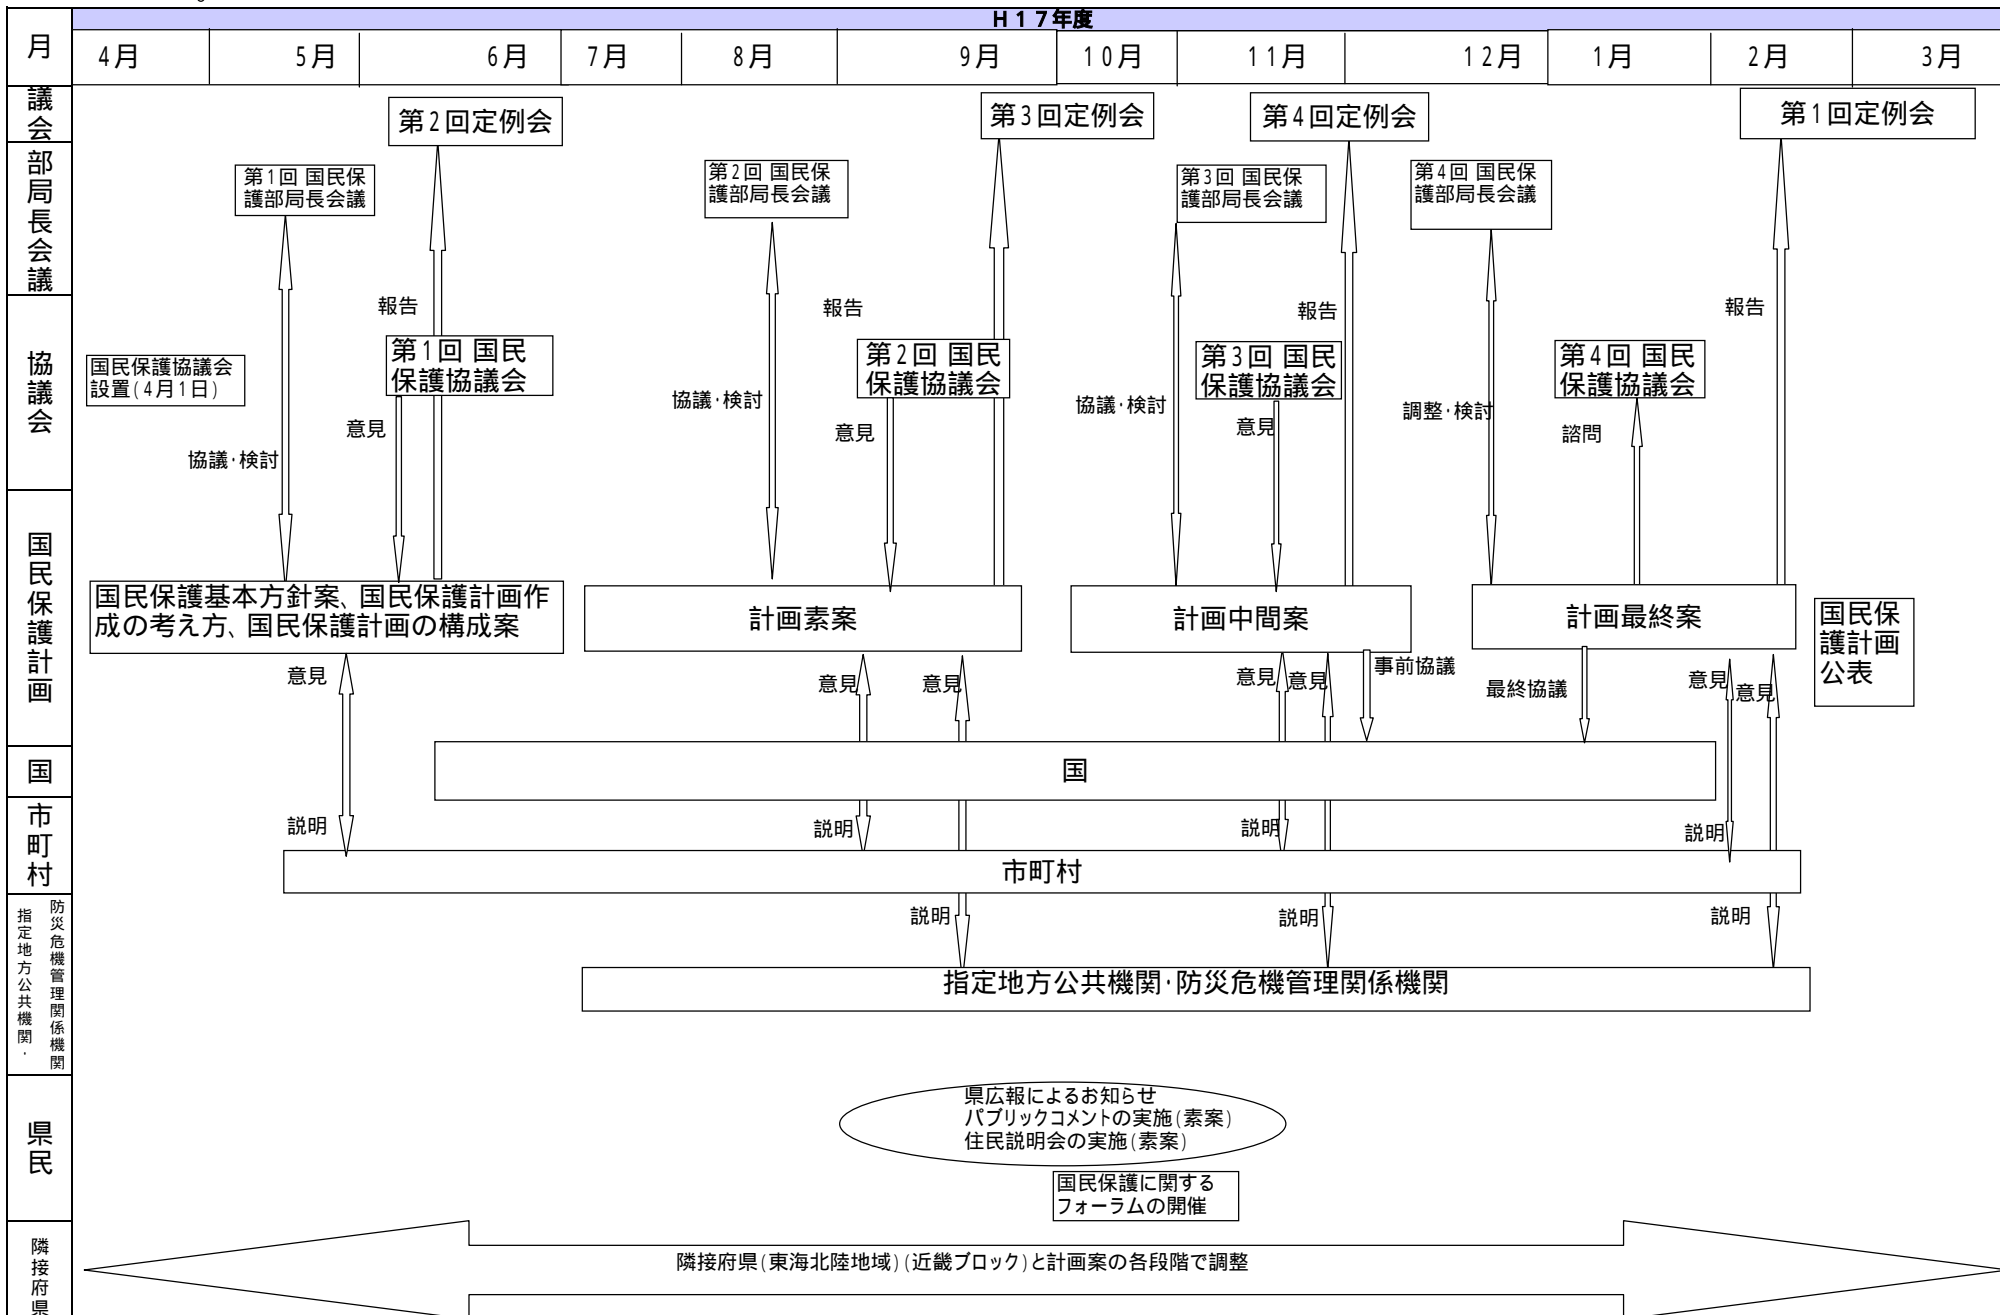 H17年度
月
4月
5月
6月
7月
8月
9月
10月
11月
12月
1月
2月
3月
議会
第2回定例会
第3回定例会
第4回定例会
第1回定例会
部局長会議
第1回 国民保
護部局長会議
第2回 国民保
護部局長会議
第3回 国民保
護部局長会議
第4回 国民保
護部局長会議
報告
報告
報告
報告
協議会
国民保護協議会
設置(4月1日)
第1回 国民
保護協議会
第2回 国民
保護協議会
第3回 国民
保護協議会
第4回 国民
保護協議会
協議・検討
意見
協議・検討
意見
協議・検討
意見
調整・検討
諮問
国民保護計画
国民保護基本方針案、国民保護計画作
成の考え方、国民保護計画の構成案
計画素案
計画中間案
計画最終案
国民保
護計画
公表
意見
意見
意見
意見
意見
事前協議
最終協議
意見
意見
国
国
市町村
説明
説明
説明
説明
市町村
指定地方公共機関・
防災危機管理関係機関
説明
説明
説明
指定地方公共機関・防災危機管理関係機関
県民
県広報によるお知らせ
パブリックコメントの実施(素案)
住民説明会の実施(素案)
国民保護に関する
フォーラムの開催
隣接府県
隣接府県(東海北陸地域)(近畿ブロック)と計画案の各段階で調整